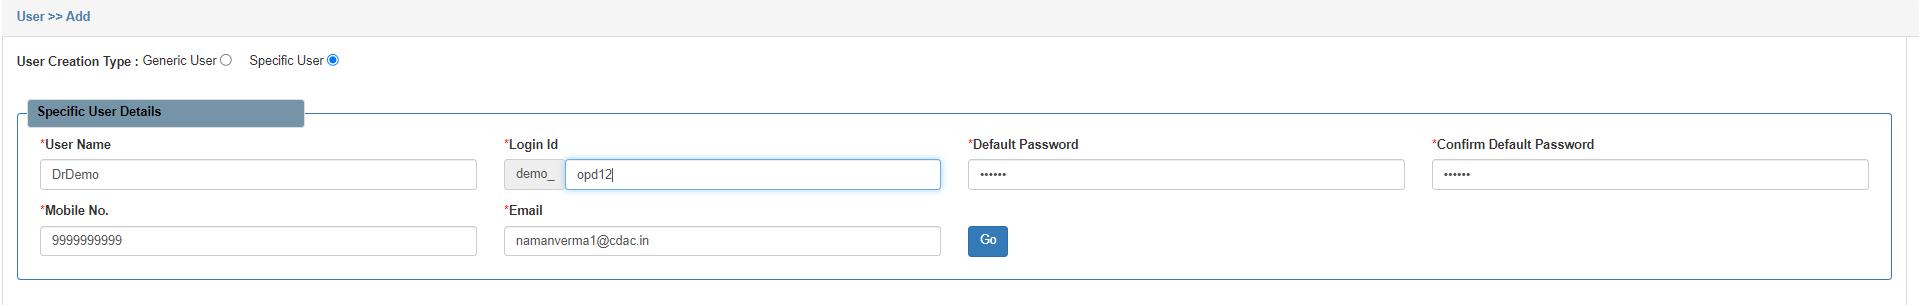 User >> Add
User Creation Type : Generic User Specific User
Specific User Details
*User Name *Login Id *Default Password *Confirm Default Password
DrDemo demo_ opd12 •••••• ••••••
*Mobile No. *Email
9999999999 namanverma1@cdac.in Go